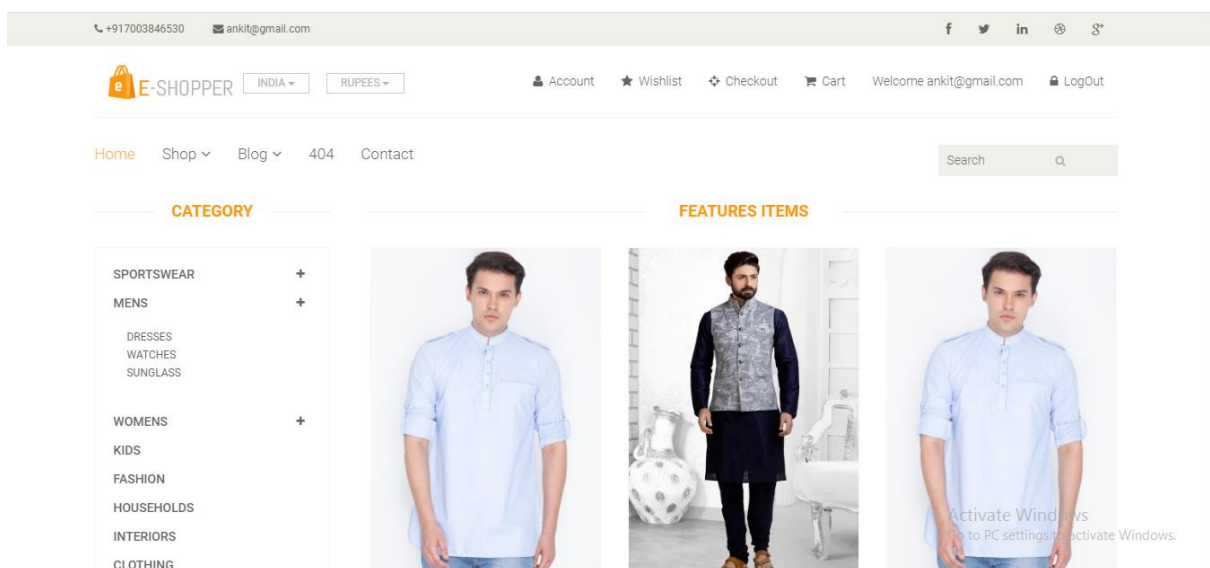 +917003846530 ankit@gmail.com f in g+
e E-SHOPPER INDIA RUPEES Account Wishlist Checkout Cart Welcome ankit@gmail.com LogOut
Home Shop Blog 404 Contact
Search
CATEGORY FEATURES ITEMS
SPORTSWEAR +
MENS +
DRESSES
WATCHES
SUNGLASS
WOMENS +
KIDS
FASHION
HOUSEHOLDS
INTERIORS
CLOTHING
Activate Windows
Go to PC settings to activate Windows.